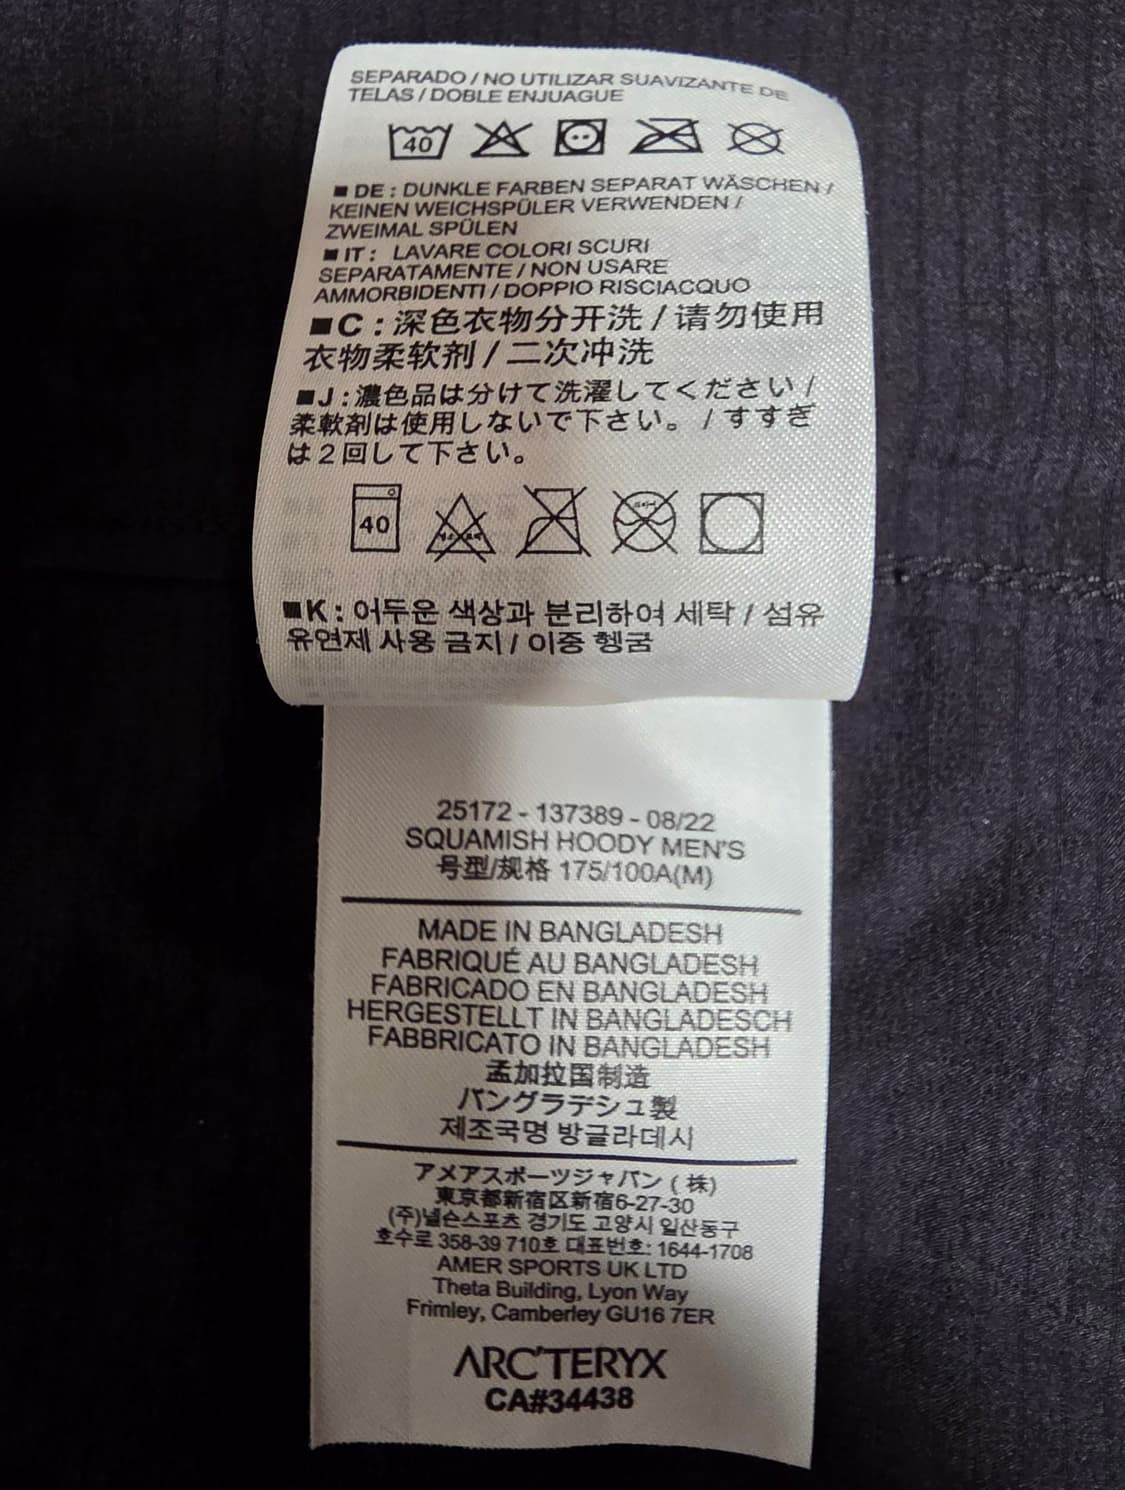 SEPARADO / NO UTILIZAR SUAVIZANTE DE
TELAS / DOBLE ENJUAGUE
40
■ DE : DUNKLE FARBEN SEPARAT WÄSCHEN /
KEINEN WEICHSPÜLER VERWENDEN /
ZWEIMAL SPÜLEN
■ IT : LAVARE COLORI SCURI
SEPARATAMENTE / NON USARE
AMMORBIDENTI / DOPPIO RISCIACQUO
■ C : 深色衣物分开洗 / 请勿使用
衣物柔软剂 / 二次冲洗
■ J : 濃色品は分けて洗濯してください /
柔軟剤は使用しないで下さい。 / すすぎ
は2回して下さい。
40
■ K : 어두운 색상과 분리하여 세탁 / 섬유
유연제 사용 금지 / 이중 헹굼
25172 - 137389 - 08/22
SQUAMISH HOODY MEN'S
号型/规格 175/100A(M)
MADE IN BANGLADESH
FABRIQUÉ AU BANGLADESH
FABRICADO EN BANGLADESH
HERGESTELLT IN BANGLADESCH
FABBRICATO IN BANGLADESH
孟加拉国制造
バングラデシュ製
제조국명 방글라데시
アメアスポーツジャパン ( 株)
東京都新宿区新宿6-27-30
(주)넬슨스포츠 경기도 고양시 일산동구
호수로 358-39 710호 대표번호: 1644-1708
AMER SPORTS UK LTD
Theta Building, Lyon Way
Frimley, Camberley GU16 7ER
ARC'TERYX
CA#34438